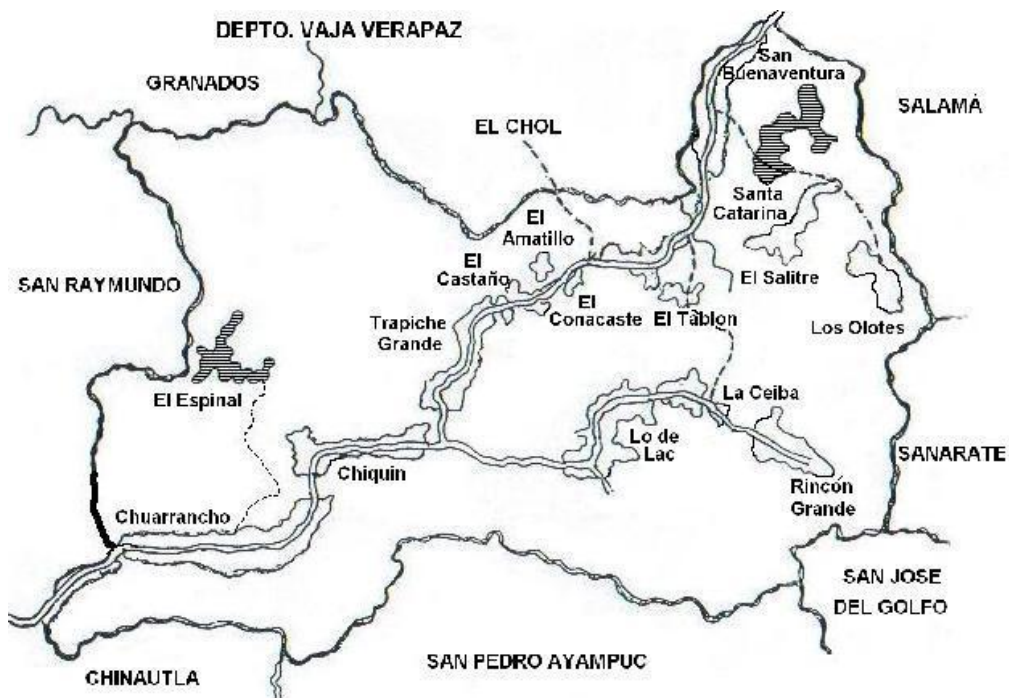 DEPTO. VAJA VERAPAZ
GRANADOS
San
Buenaventura
SALAMÁ
EL CHOL
Santa
Catarina
El
Amatillo
El
Castaño
SAN RAYMUNDO
El Salitre
El
Conacaste
El Tablon
Los Olotes
Trapiche
Grande
El Espinal
La Ceiba
Lo de
Lac
Chiquin
SANARATE
Rincón
Grande
Chuarrancho
SAN JOSE
DEL GOLFO
SAN PEDRO AYAMPUC
CHINAUTLA